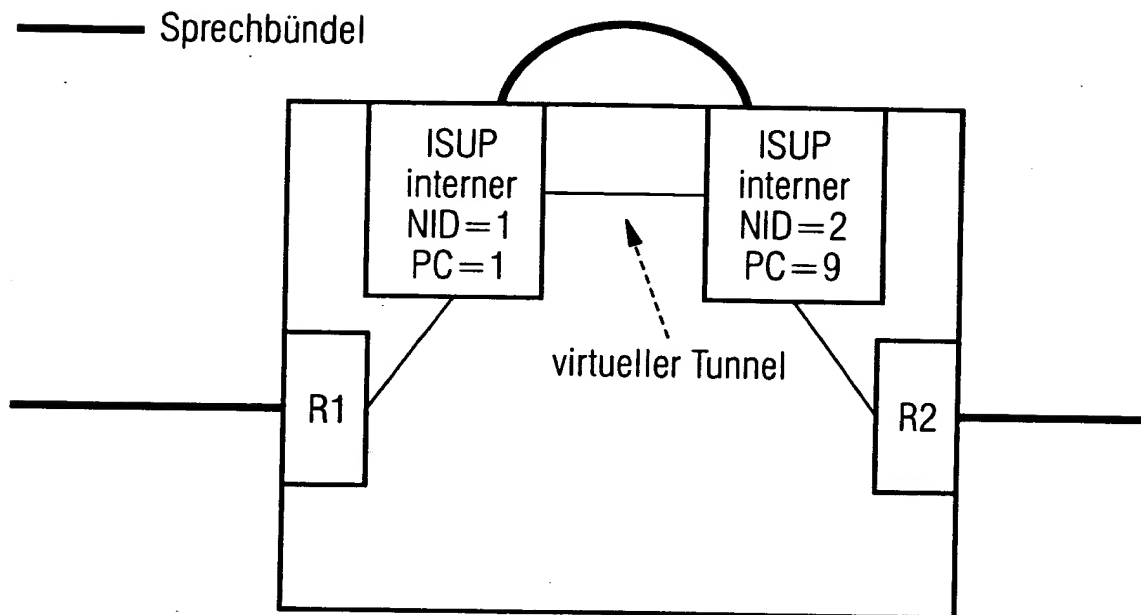 Sprechbündel
ISUP
interner
NID=1
PC=1
ISUP
interner
NID=2
PC=9
virtueller Tunnel
R1
R2